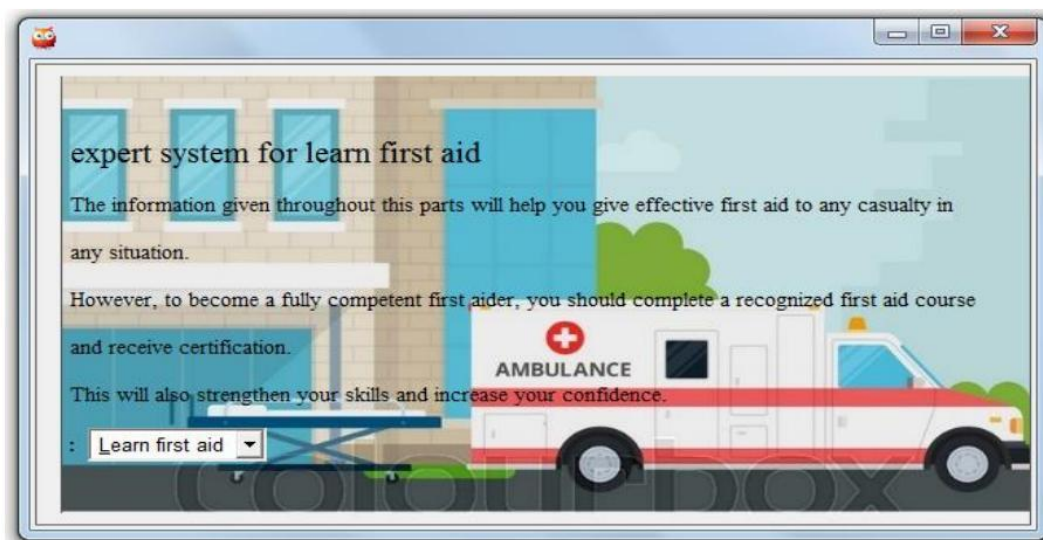 expert system for learn first aid
The information given throughout this parts will help you give effective first aid to any casualty in
any situation.
However, to become a fully competent first aider, you should complete a recognized first aid course
and receive certification.
AMBULANCE
This will also strengthen your skills and increase your confidence.
: Learn first aid
colourbox